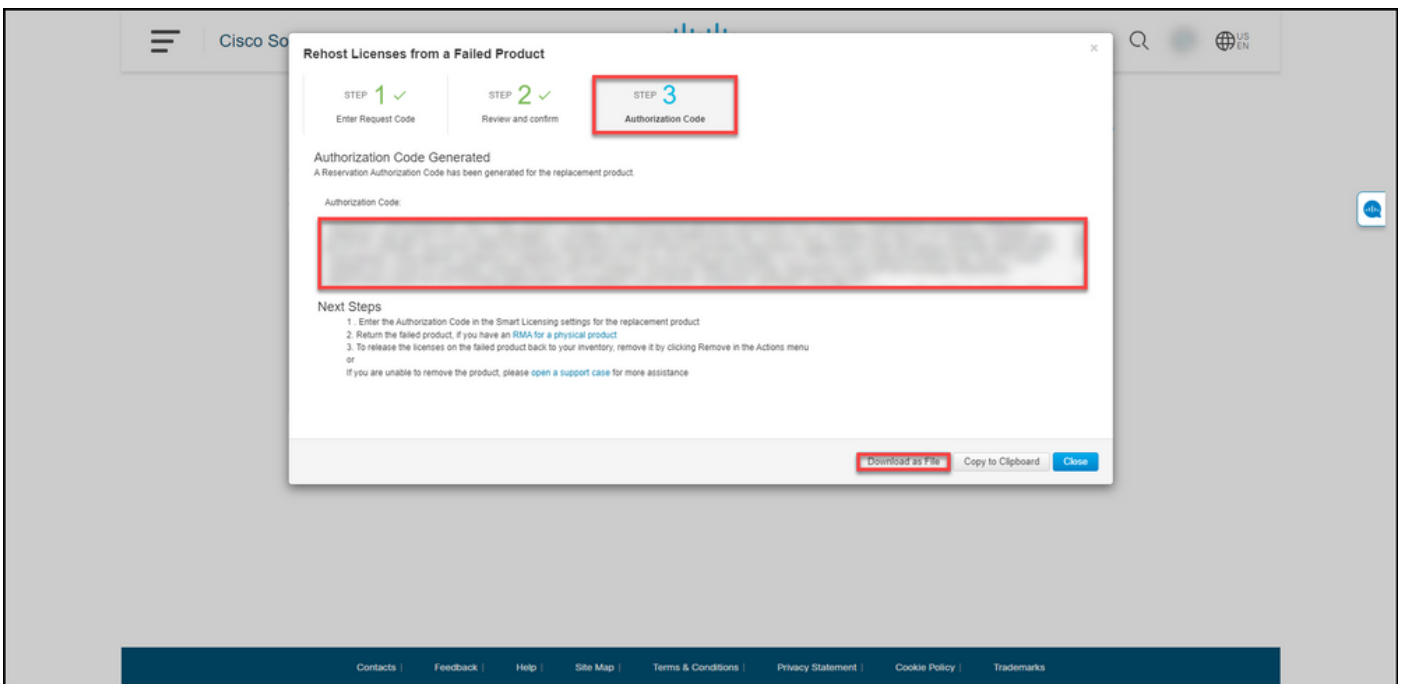 Cisco So
US
EN
Rehost Licenses from a Failed Product
×
STEP 1 ✓
Enter Request Code
STEP 2 ✓
Review and confirm
STEP 3
Authorization Code
Authorization Code Generated
A Reservation Authorization Code has been generated for the replacement product.
Authorization Code:
Next Steps
1 . Enter the Authorization Code in the Smart Licensing settings for the replacement product
2. Return the failed product, if you have an RMA for a physical product
3. To release the licenses on the failed product back to your inventory, remove it by clicking Remove in the Actions menu
or
If you are unable to remove the product, please open a support case for more assistance
Download as File Copy to Clipboard Close
Contacts | Feedback | Help | Site Map | Terms & Conditions | Privacy Statement | Cookie Policy | Trademarks